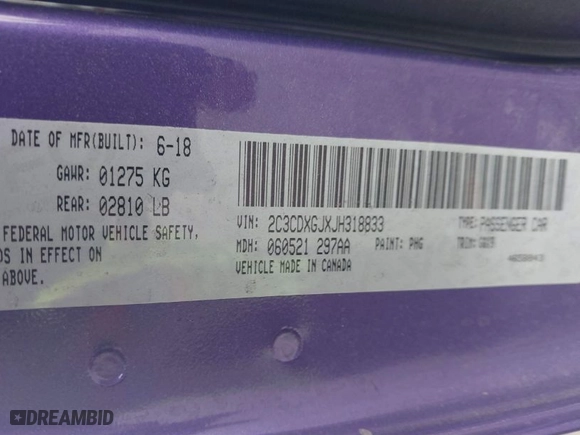 DATE OF MFR(BUILT): 6-18
GAWR: 01275 KG
REAR: 02810 LB
FEDERAL MOTOR VEHICLE SAFETY,
DS IN EFFECT ON
ABOVE.
VIN: 2C3CDXGJXJH318833
TYPE: PASSENGER CAR
MDH: 060521 297AA
PAINT: PHG
TRIM:
VEHICLE MADE IN CANADA
DREAMBID